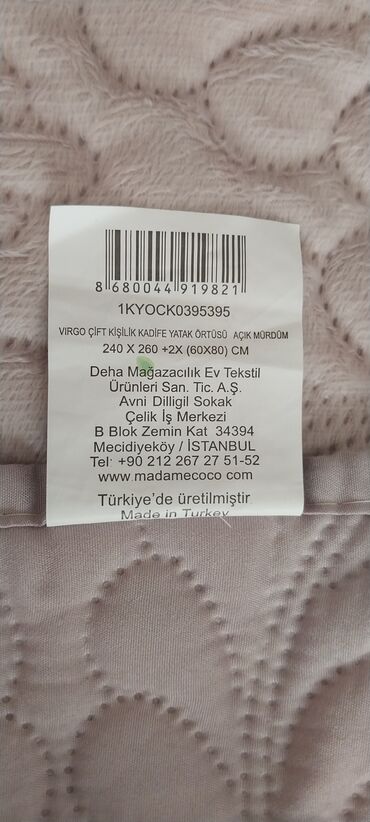 8 680044 919821
1KYOCK0395395
VIRGO ÇİFT KİŞİLİK KADİFE YATAK ÖRTÜSÜ AÇIK MÜRDÜM
240 X 260 +2X (60X80) CM
Deha Mağazacılık Ev Tekstil
Ürünleri San. Tic. A.Ş.
Avni Dilligil Sokak
Çelik İş Merkezi
B Blok Zemin Kat 34394
Mecidiyeköy / İSTANBUL
Tel: +90 212 267 27 51-52
www.madamecoco.com
Türkiye'de üretilmiştir
Made in Turkey